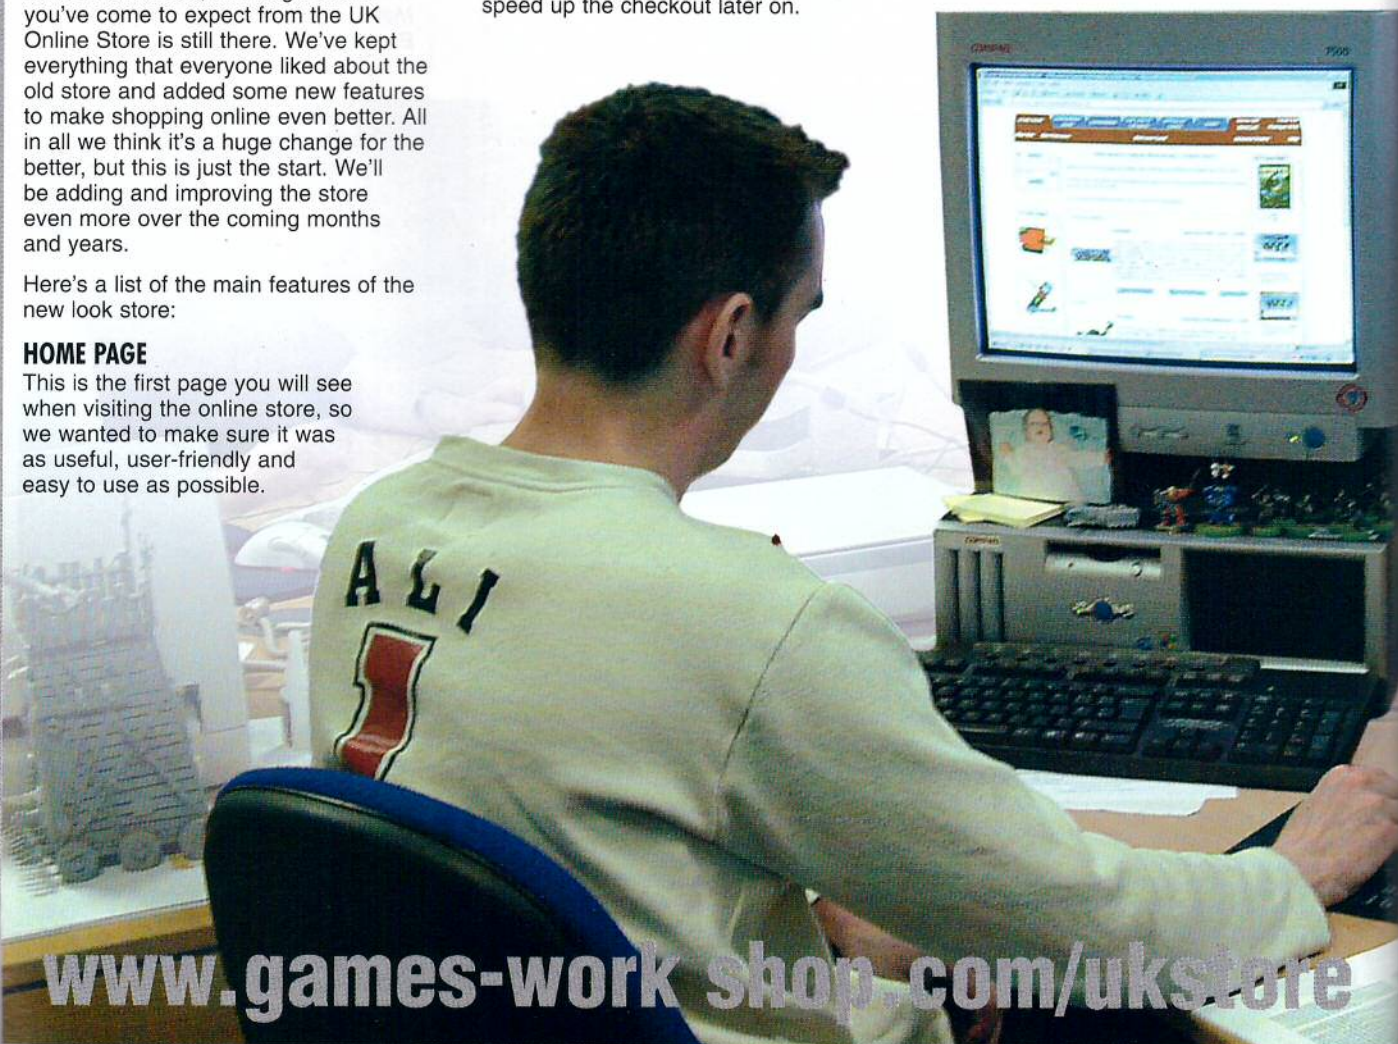 you've come to expect from the UK
Online Store is still there. We've kept
everything that everyone liked about the
old store and added some new features
to make shopping online even better. All
in all we think it's a huge change for the
better, but this is just the start. We'll
be adding and improving the store
even more over the coming months
and years.
Here's a list of the main features of the
new look store:
HOME PAGE
This is the first page you will see
when visiting the online store, so
we wanted to make sure it was
as useful, user-friendly and
easy to use as possible.
speed up the checkout later on.
COMPAQ
7500
COMPAQ
ALI
1
www.games-work shop.com/ukstore